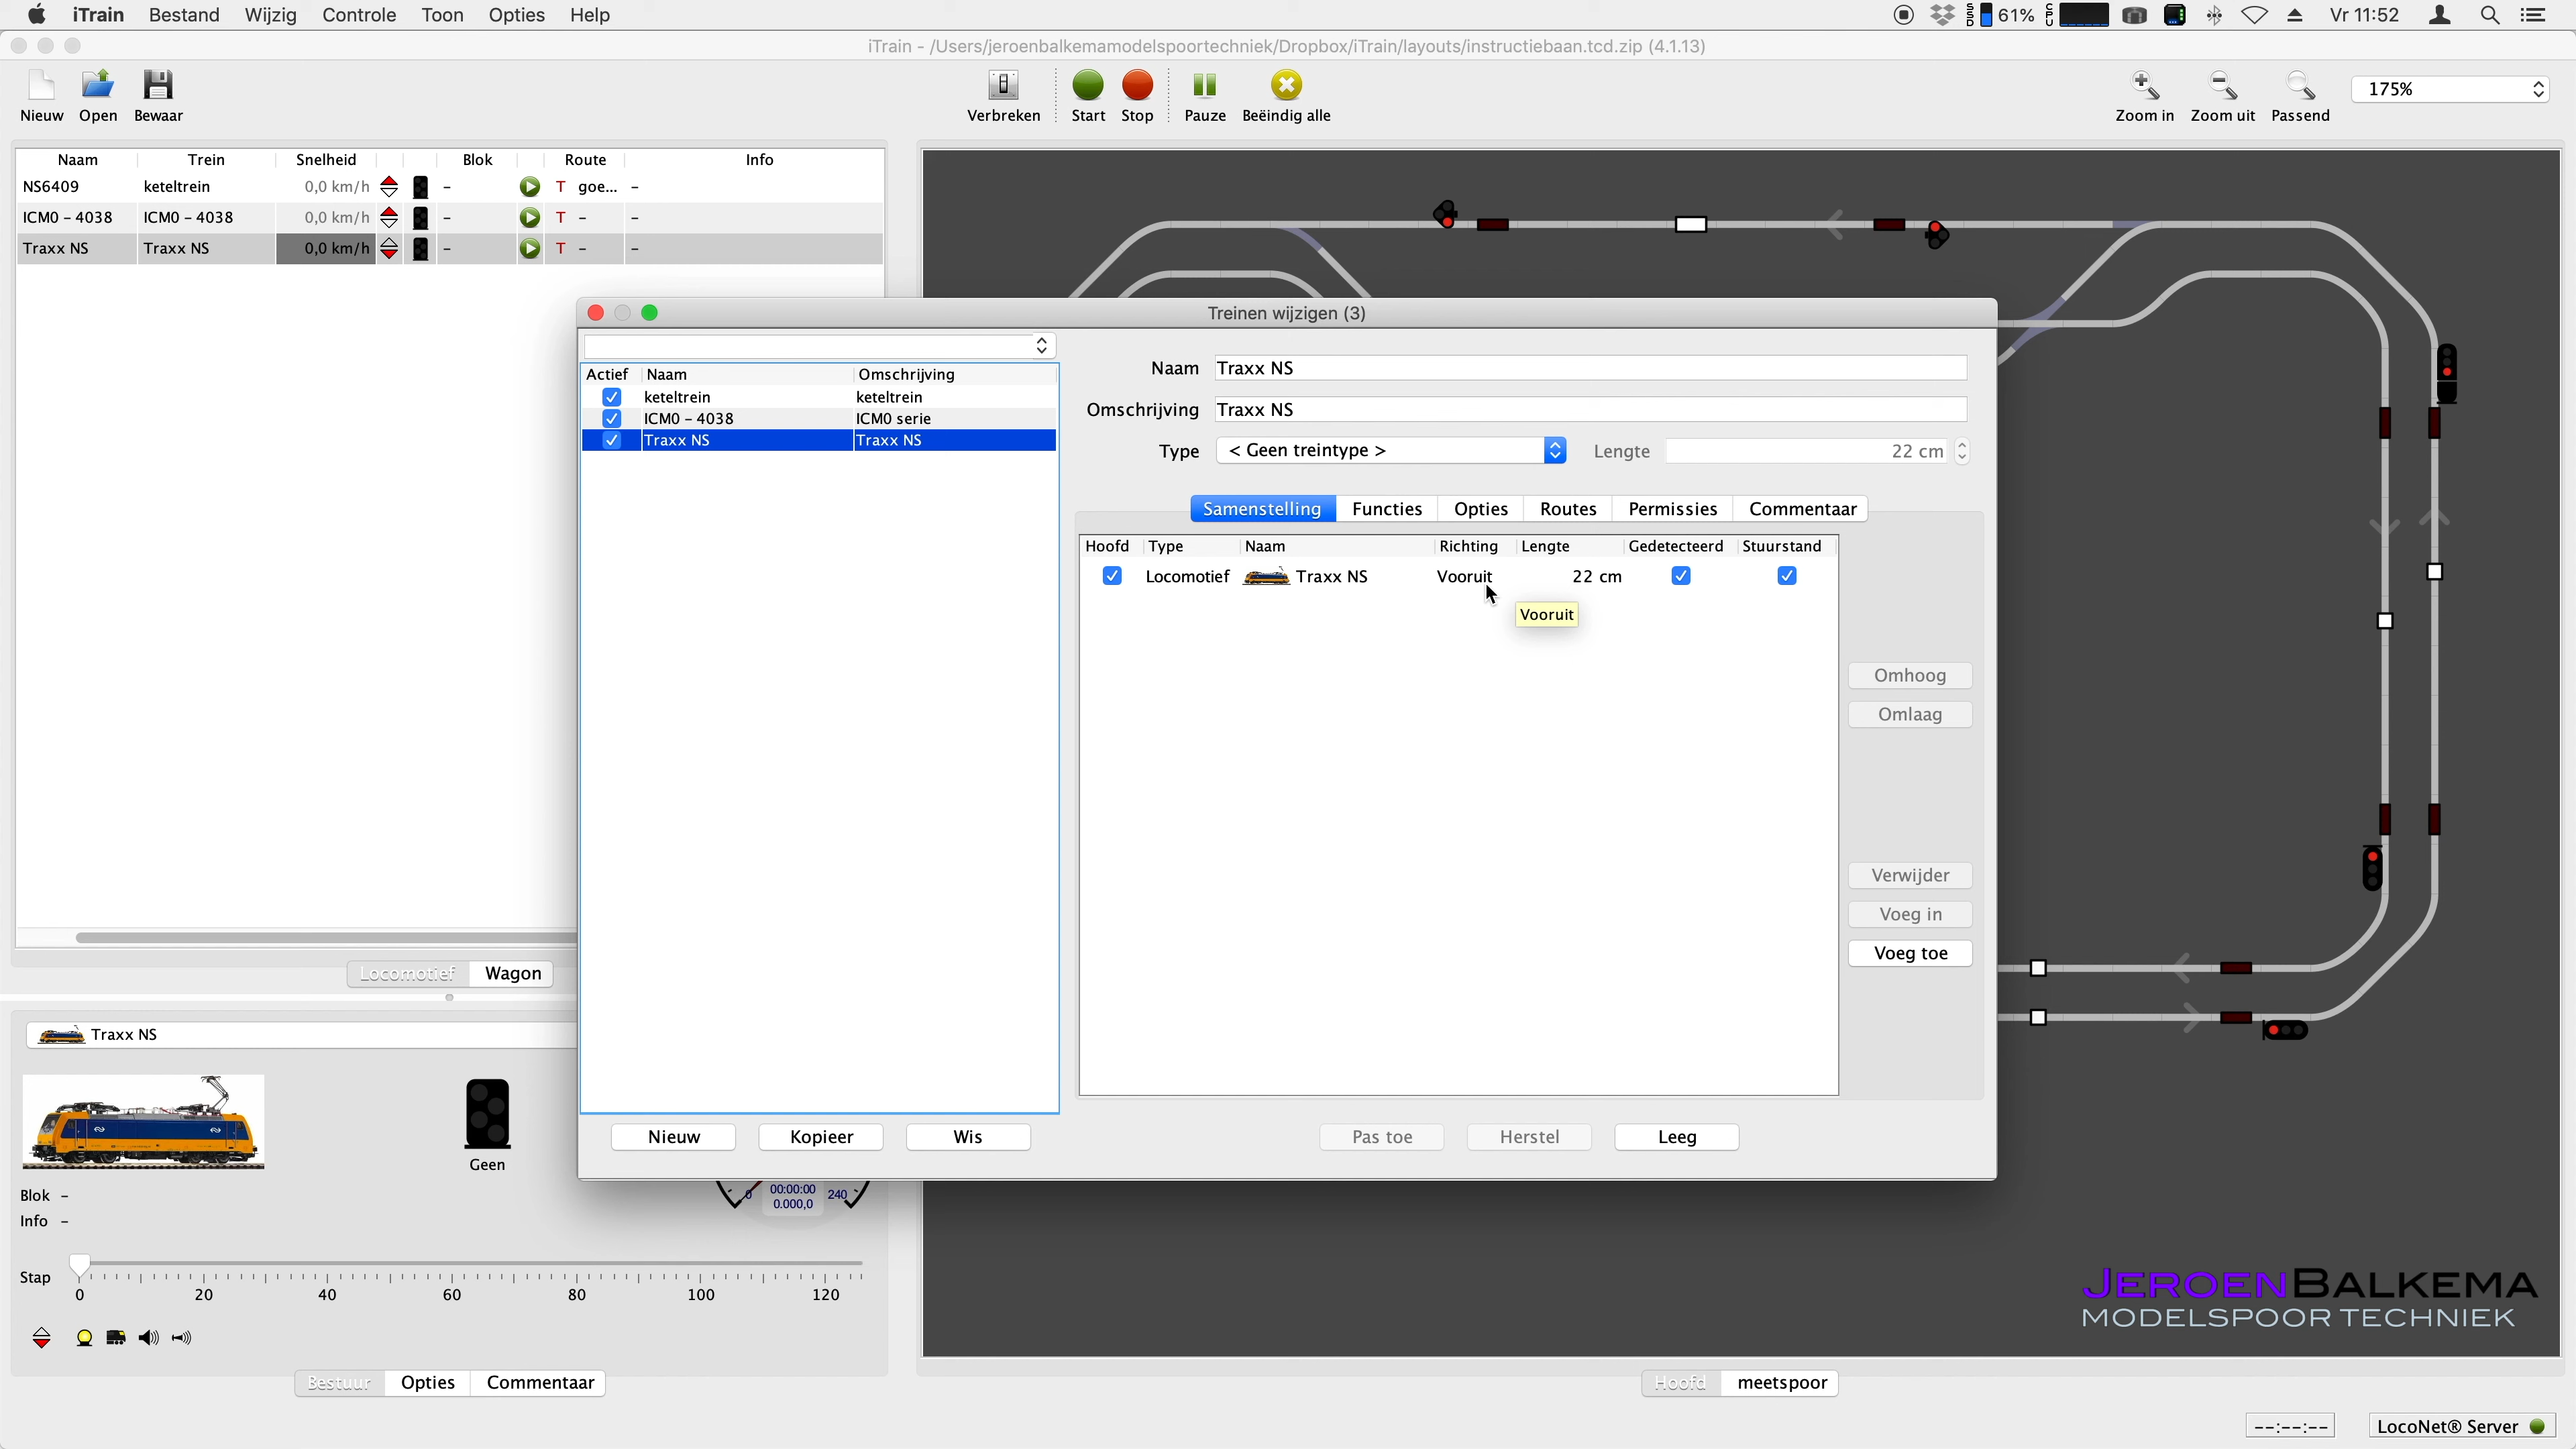 iTrain Bestand Wijzig Controle Toon Opties Help
SSD 61% CPU Vr 11:52
iTrain - /Users/jeroenbalkemamodelspoortechniek/Dropbox/iTrain/layouts/instructiebaan.tcd.zip (4.1.13)
Nieuw Open Bewaar Verbreken Start Stop Pauze Beëindig alle Zoom in Zoom uit Passend 175%
Naam Trein Snelheid Blok Route Info
NS6409 keteltrein 0,0 km/h - T goe... -
ICM0 - 4038 ICM0 - 4038 0,0 km/h - T - -
Traxx NS Traxx NS 0,0 km/h - T - -
Locomotief Wagon
Traxx NS
Geen
Blok -
Info -
0 00:00:00 240
0.000,0
Stap
0 20 40 60 80 100 120
Bestuur Opties Commentaar
Treinen wijzigen (3)
Actief Naam Omschrijving
keteltrein keteltrein
ICM0 - 4038 ICM0 serie
Traxx NS Traxx NS
Nieuw Kopieer Wis
Naam Traxx NS
Omschrijving Traxx NS
Type < Geen treintype > Lengte 22 cm
Samenstelling Functies Opties Routes Permissies Commentaar
Hoofd Type Naam Richting Lengte Gedetecteerd Stuurstand
Locomotief Traxx NS Vooruit 22 cm
Vooruit
Omhoog
Omlaag
Verwijder
Voeg in
Voeg toe
Pas toe Herstel Leeg
JEROENBALKEMA
MODELSPOORTECHNIEK
Hoofd meetspoor
--:--:-- LocoNet® Server